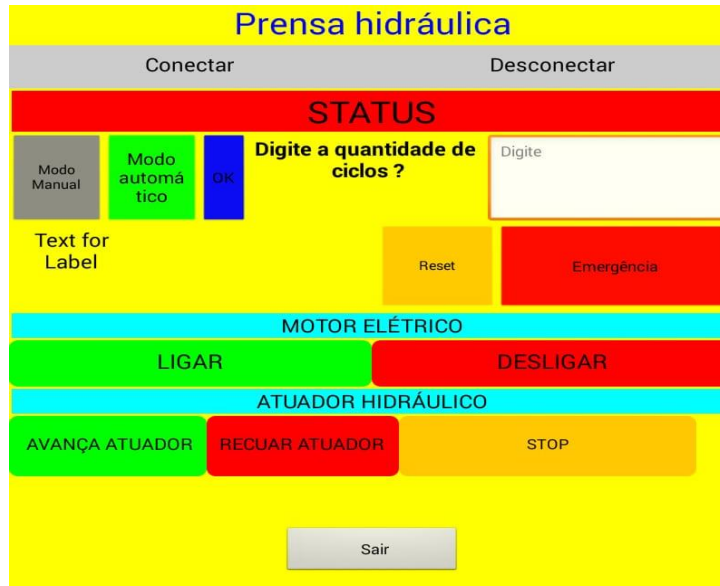 Prensa hidráulica
Conectar
Desconectar
STATUS
Modo
Manual
Modo
automá
tico
OK
Digite a quantidade de
ciclos ?
Digite
Text for
Label
Reset
Emergência
MOTOR ELÉTRICO
LIGAR
DESLIGAR
ATUADOR HIDRÁULICO
AVANÇA ATUADOR
RECUAR ATUADOR
STOP
Sair